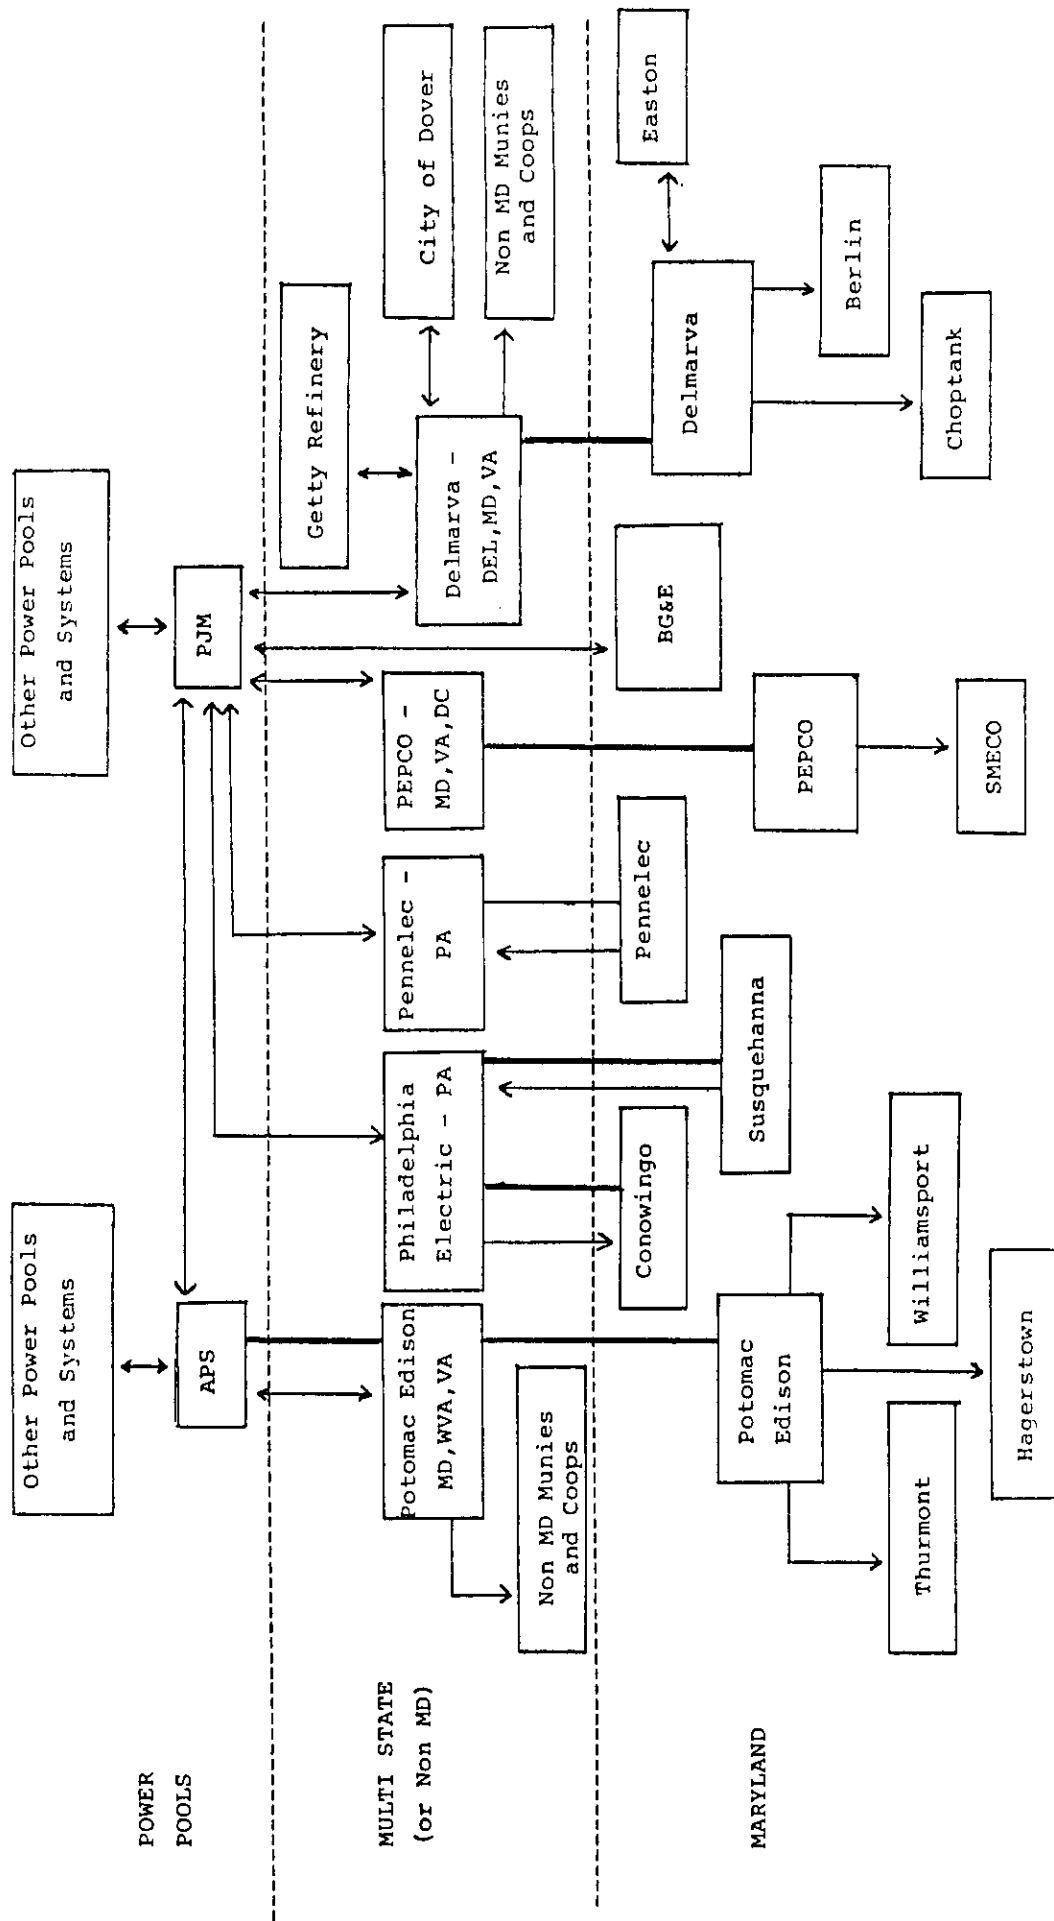 POWER
POOLS
Other Power Pools
and Systems
Other Power Pools
and Systems
APS
PJM
MULTI STATE
(or Non MD)
Potomac Edison
MD,WVA,VA
Non MD Munies
and Coops
Philadelphia
Electric - PA
Pennelec -
PA
PEPCO -
MD,VA,DC
Getty Refinery
Delmarva -
DEL,MD,VA
City of Dover
Non MD Munies
and Coops
MARYLAND
Potomac
Edison
Thurmont
Hagerstown
Williamsport
Conowingo
Susquehanna
Pennelec
PEPCO
SMECO
BG&E
Delmarva
Easton
Choptank
Berlin